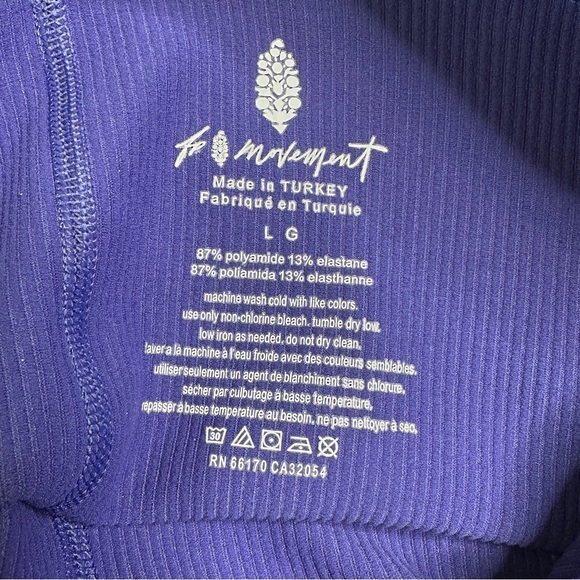 fp movement
Made in TURKEY
Fabriqué en Turquie
L G
87% polyamide 13% elastane
87% poliamida 13% elasthanne
machine wash cold with like colors.
use only non-chlorine bleach. tumble dry low.
low iron as needed. do not dry clean.
laver a la machine à l'eau froide avec des couleurs semblables.
utiliser seulement un agent de blanchiment sans chlorure.
sécher par culbutage à basse température.
repasser à basse température au besoin. ne pas nettoyer à sec.
30
RN 66170 CA32054